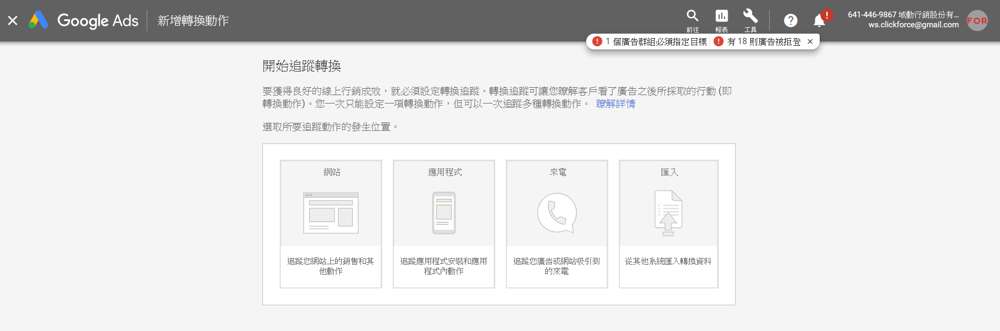 Google Ads
新增轉換動作
前往
報表
工具
641-446-9867 域動行銷股份有...
ws.clickforce@gmail.com
FOR
1 個廣告群組必須指定目標
有 18 則廣告被拒登
開始追蹤轉換
要獲得良好的線上行銷成效，就必須設定轉換追蹤。轉換追蹤可讓您瞭解客戶看了廣告之後所採取的行動 (即
轉換動作)。您一次只能設定一項轉換動作，但可以一次追蹤多種轉換動作。 瞭解詳情
選取所要追蹤動作的發生位置。
網站
追蹤您網站上的銷售和其
他動作
應用程式
追蹤應用程式安裝和應用
程式內動作
來電
追蹤您廣告或網站吸引到
的來電
匯入
從其他系統匯入轉換資料